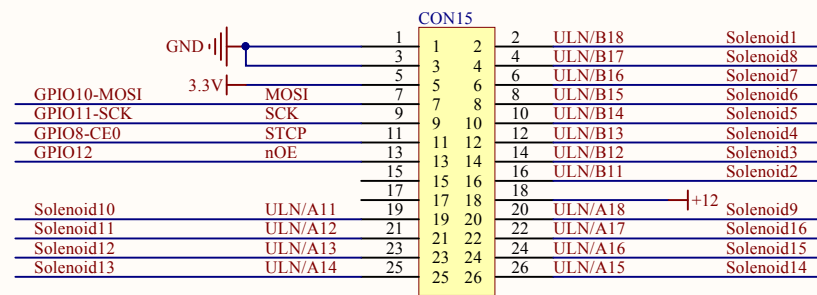 CON15
GND 1 1 2 2 ULN/B18 Solenoid1
3 3 4 4 ULN/B17 Solenoid8
3.3V 5 5 6 6 ULN/B16 Solenoid7
GPIO10-MOSI MOSI 7 7 8 8 ULN/B15 Solenoid6
GPIO11-SCK SCK 9 9 10 10 ULN/B14 Solenoid5
GPIO8-CE0 STCP 11 11 12 12 ULN/B13 Solenoid4
GPIO12 nOE 13 13 14 14 ULN/B12 Solenoid3
15 15 16 16 ULN/B11 Solenoid2
17 17 18 18 +12
Solenoid10 ULN/A11 19 19 20 20 ULN/A18 Solenoid9
Solenoid11 ULN/A12 21 21 22 22 ULN/A17 Solenoid16
Solenoid12 ULN/A13 23 23 24 24 ULN/A16 Solenoid15
Solenoid13 ULN/A14 25 25 26 26 ULN/A15 Solenoid14